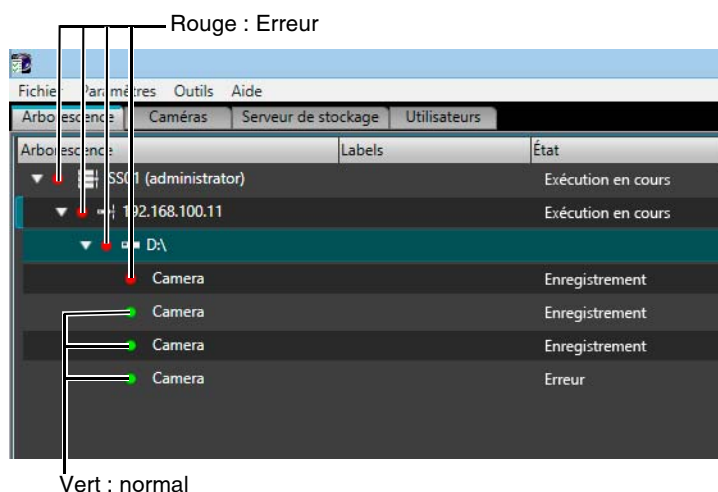 Rouge : Erreur
Fichier Paramètres Outils Aide
Arborescence Caméras Serveur de stockage Utilisateurs
Arborescence Labels État
SS01 (administrator) Exécution en cours
192.168.100.11 Exécution en cours
D:\
Camera Enregistrement
Camera Enregistrement
Camera Enregistrement
Camera Erreur
Vert : normal